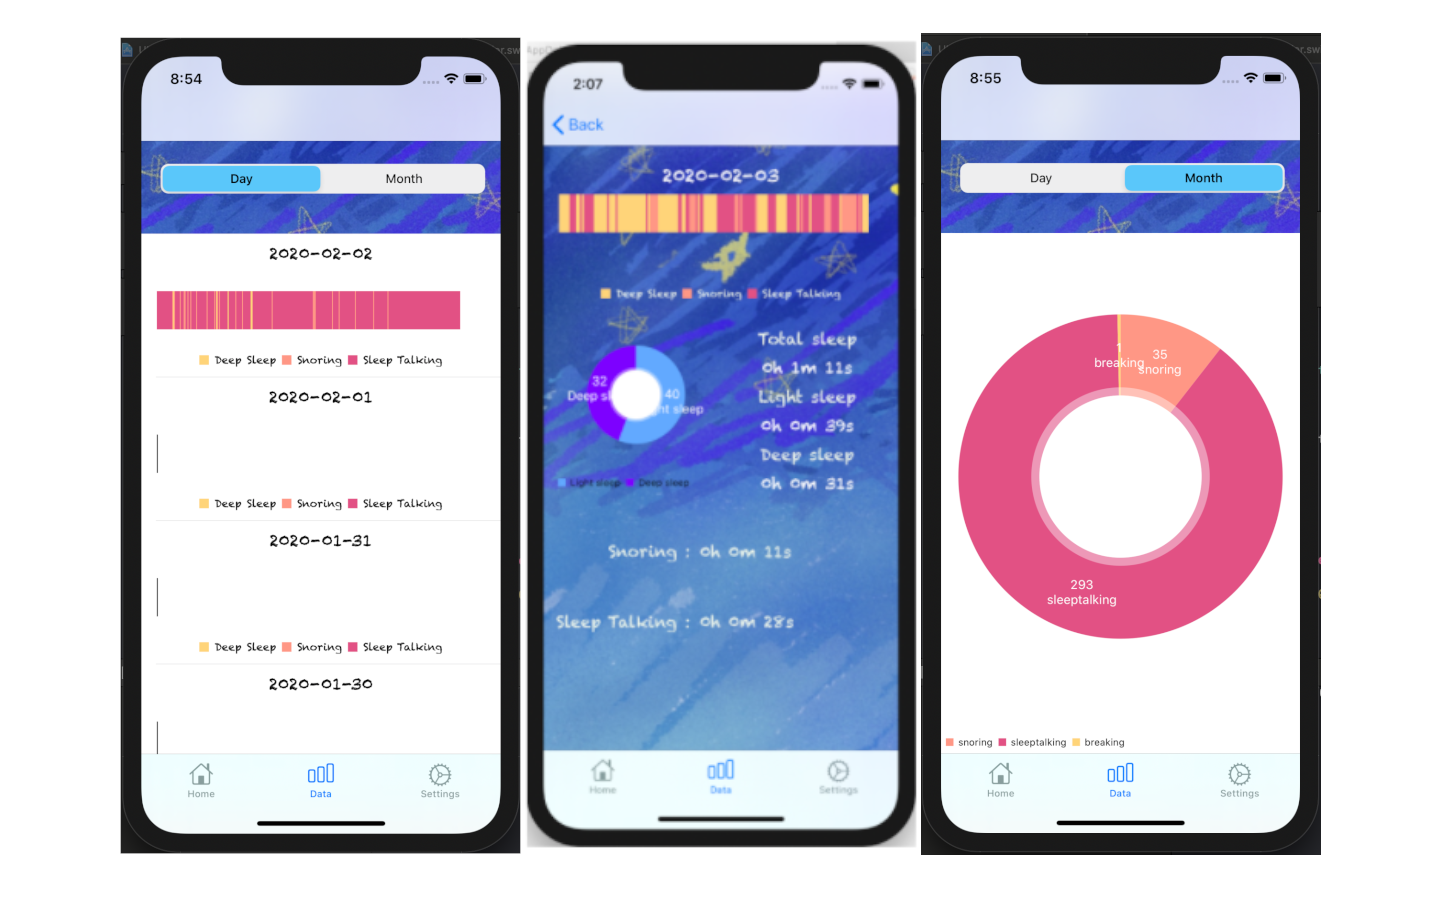 8:54
Day Month
2020-02-02
Deep Sleep Snoring Sleep Talking
2020-02-01
Deep Sleep Snoring Sleep Talking
2020-01-31
Deep Sleep Snoring Sleep Talking
2020-01-30
Home Data Settings
2:07
Back
2020-02-03
Deep Sleep Snoring Sleep Talking
Total sleep
0h 1m 11s
Light sleep
0h 0m 39s
Deep sleep
0h 0m 31s
32
Deep sl
40
ht sleep
Light sleep Deep sleep
Snoring : 0h 0m 11s
Sleep Talking : 0h 0m 28s
Home Data Settings
8:55
Day Month
1
breaking
35
snoring
293
sleeptalking
snoring sleeptalking breaking
Home Data Settings